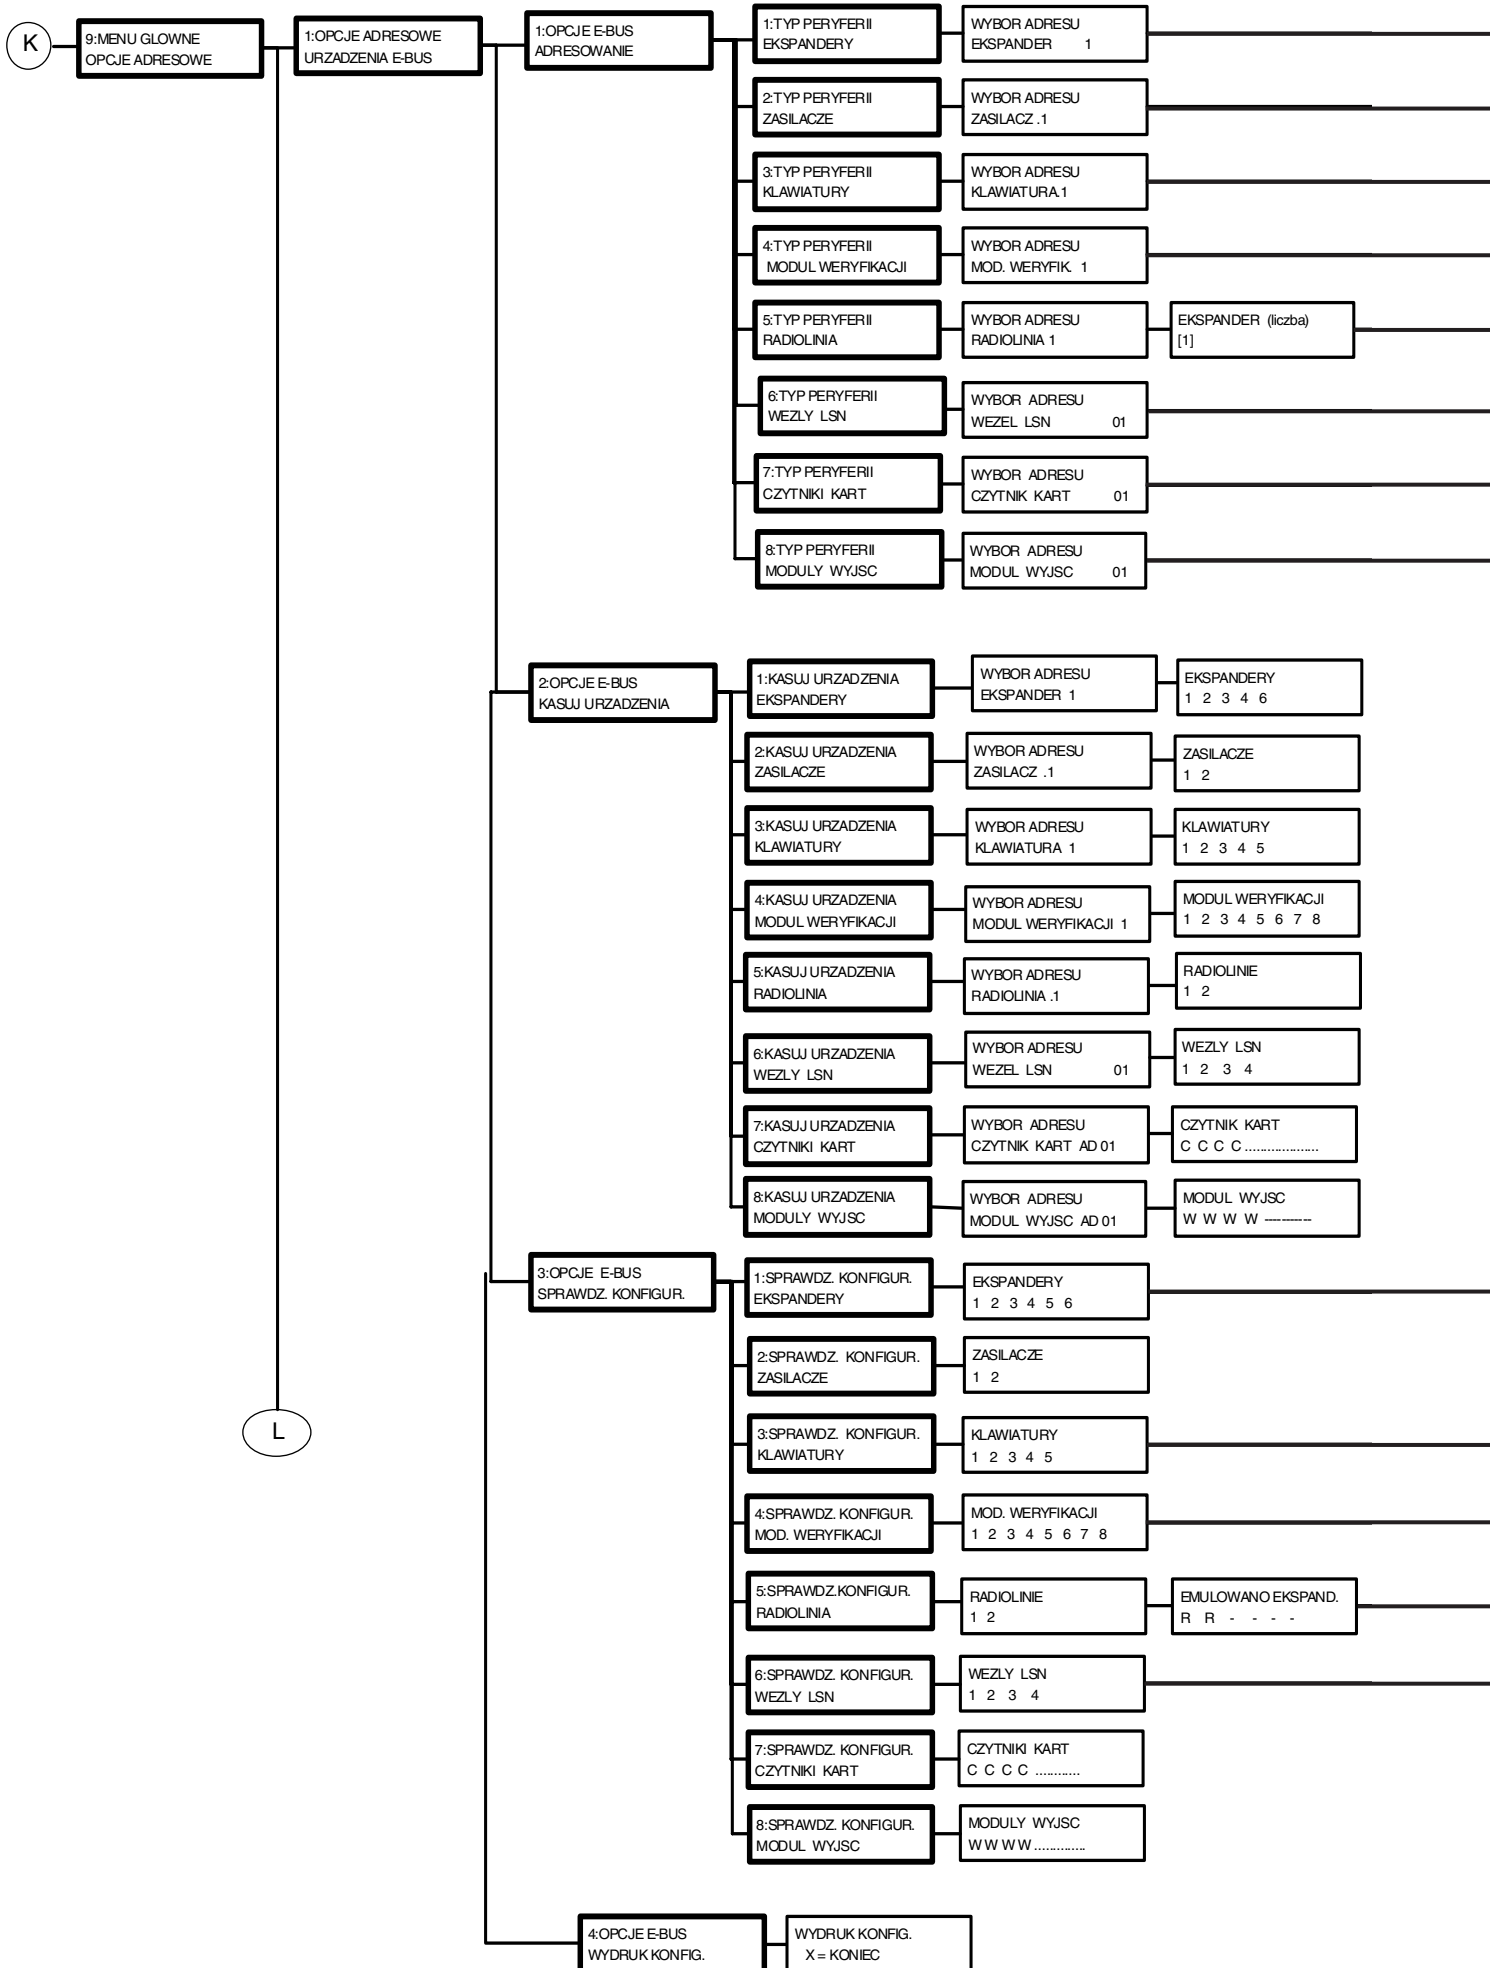 K
9:MENU GLOWNE
OPCJE ADRESOWE
1:OPCJE ADRESOWE
URZADZENIA E-BUS
1:OPCJE E-BUS
ADRESOWANIE
1:TYP PERYFERII
EKSPANDERY
WYBOR ADRESU
EKSPANDER 1
2:TYP PERYFERII
ZASILACZE
WYBOR ADRESU
ZASILACZ .1
3:TYP PERYFERII
KLAWIATURY
WYBOR ADRESU
KLAWIATURA.1
4:TYP PERYFERII
MODUL WERYFIKACJI
WYBOR ADRESU
MOD. WERYFIK. 1
5:TYP PERYFERII
RADIOLINIA
WYBOR ADRESU
RADIOLINIA 1
EKSPANDER (liczba)
[1]
6:TYP PERYFERII
WEZLY LSN
WYBOR ADRESU
WEZEL LSN 01
7:TYP PERYFERII
CZYTNIKI KART
WYBOR ADRESU
CZYTNIK KART 01
8:TYP PERYFERII
MODULY WYJSC
WYBOR ADRESU
MODUL WYJSC 01
2:OPCJE E-BUS
KASUJ URZADZENIA
1:KASUJ URZADZENIA
EKSPANDERY
WYBOR ADRESU
EKSPANDER 1
EKSPANDERY
1 2 3 4 6
2:KASUJ URZADZENIA
ZASILACZE
WYBOR ADRESU
ZASILACZ .1
ZASILACZE
1 2
3:KASUJ URZADZENIA
KLAWIATURY
WYBOR ADRESU
KLAWIATURA 1
KLAWIATURY
1 2 3 4 5
4:KASUJ URZADZENIA
MODUL WERYFIKACJI
WYBOR ADRESU
MODUL WERYFIKACJI 1
MODUL WERYFIKACJI
1 2 3 4 5 6 7 8
5:KASUJ URZADZENIA
RADIOLINIA
WYBOR ADRESU
RADIOLINIA .1
RADIOLINIE
1 2
6:KASUJ URZADZENIA
WEZLY LSN
WYBOR ADRESU
WEZEL LSN 01
WEZLY LSN
1 2 3 4
7:KASUJ URZADZENIA
CZYTNIKI KART
WYBOR ADRESU
CZYTNIK KART AD 01
CZYTNIK KART
C C C C ....................
8:KASUJ URZADZENIA
MODULY WYJSC
WYBOR ADRESU
MODUL WYJSC AD 01
MODUL WYJSC
W W W W -----------
3:OPCJE E-BUS
SPRAWDZ. KONFIGUR.
1:SPRAWDZ. KONFIGUR.
EKSPANDERY
EKSPANDERY
1 2 3 4 5 6
2:SPRAWDZ. KONFIGUR.
ZASILACZE
ZASILACZE
1 2
L
3:SPRAWDZ. KONFIGUR.
KLAWIATURY
KLAWIATURY
1 2 3 4 5
4:SPRAWDZ. KONFIGUR.
MOD. WERYFIKACJI
MOD. WERYFIKACJI
1 2 3 4 5 6 7 8
5:SPRAWDZ.KONFIGUR.
RADIOLINIA
RADIOLINIE
1 2
EMULOWANO EKSPAND.
R R - - - -
6:SPRAWDZ. KONFIGUR.
WEZLY LSN
WEZLY LSN
1 2 3 4
7:SPRAWDZ. KONFIGUR.
CZYTNIKI KART
CZYTNIKI KART
C C C C ............
8:SPRAWDZ. KONFIGUR.
MODUL WYJSC
MODULY WYJSC
W W W W ..............
4:OPCJE E-BUS
WYDRUK KONFIG.
WYDRUK KONFIG.
X = KONIEC